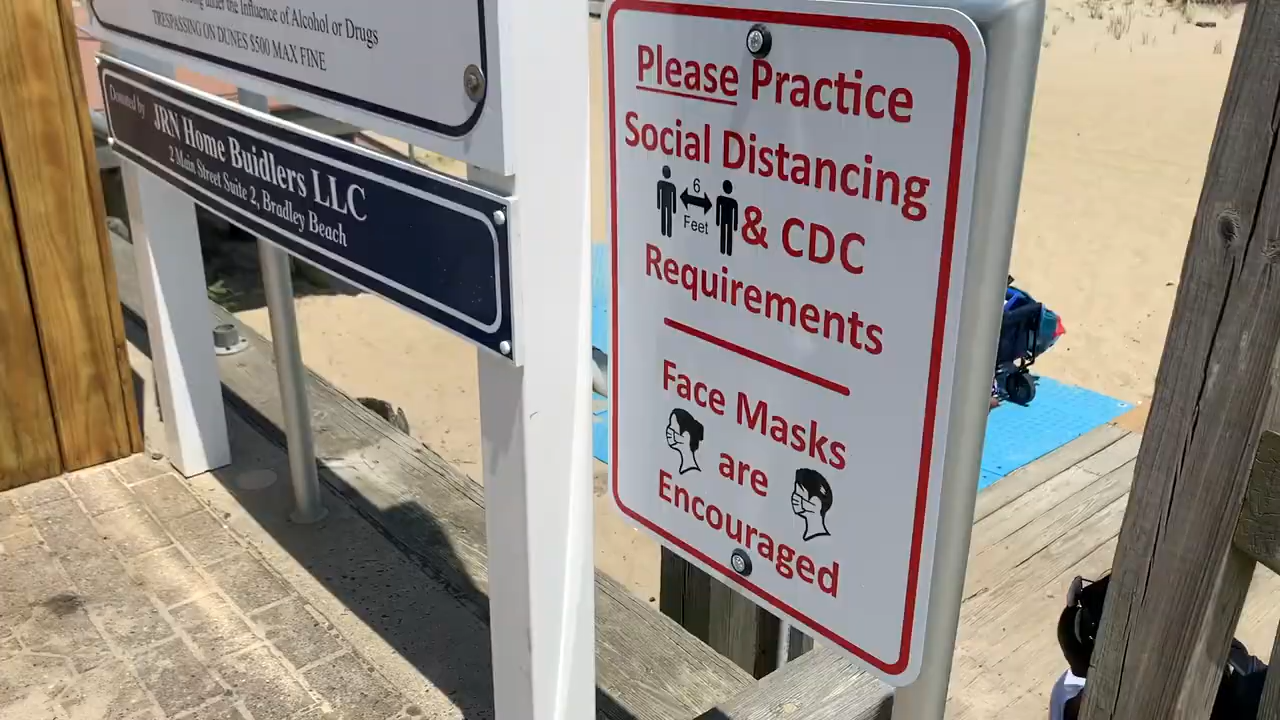 under the Influence of Alcohol or Drugs
TRESPASSING ON DUNES $500 MAX FINE
Donated by
JRN Home Buidlers LLC
2 Main Street Suite 2, Bradley Beach
Please Practice
Social Distancing
6
Feet
& CDC
Requirements
Face Masks
are
Encouraged